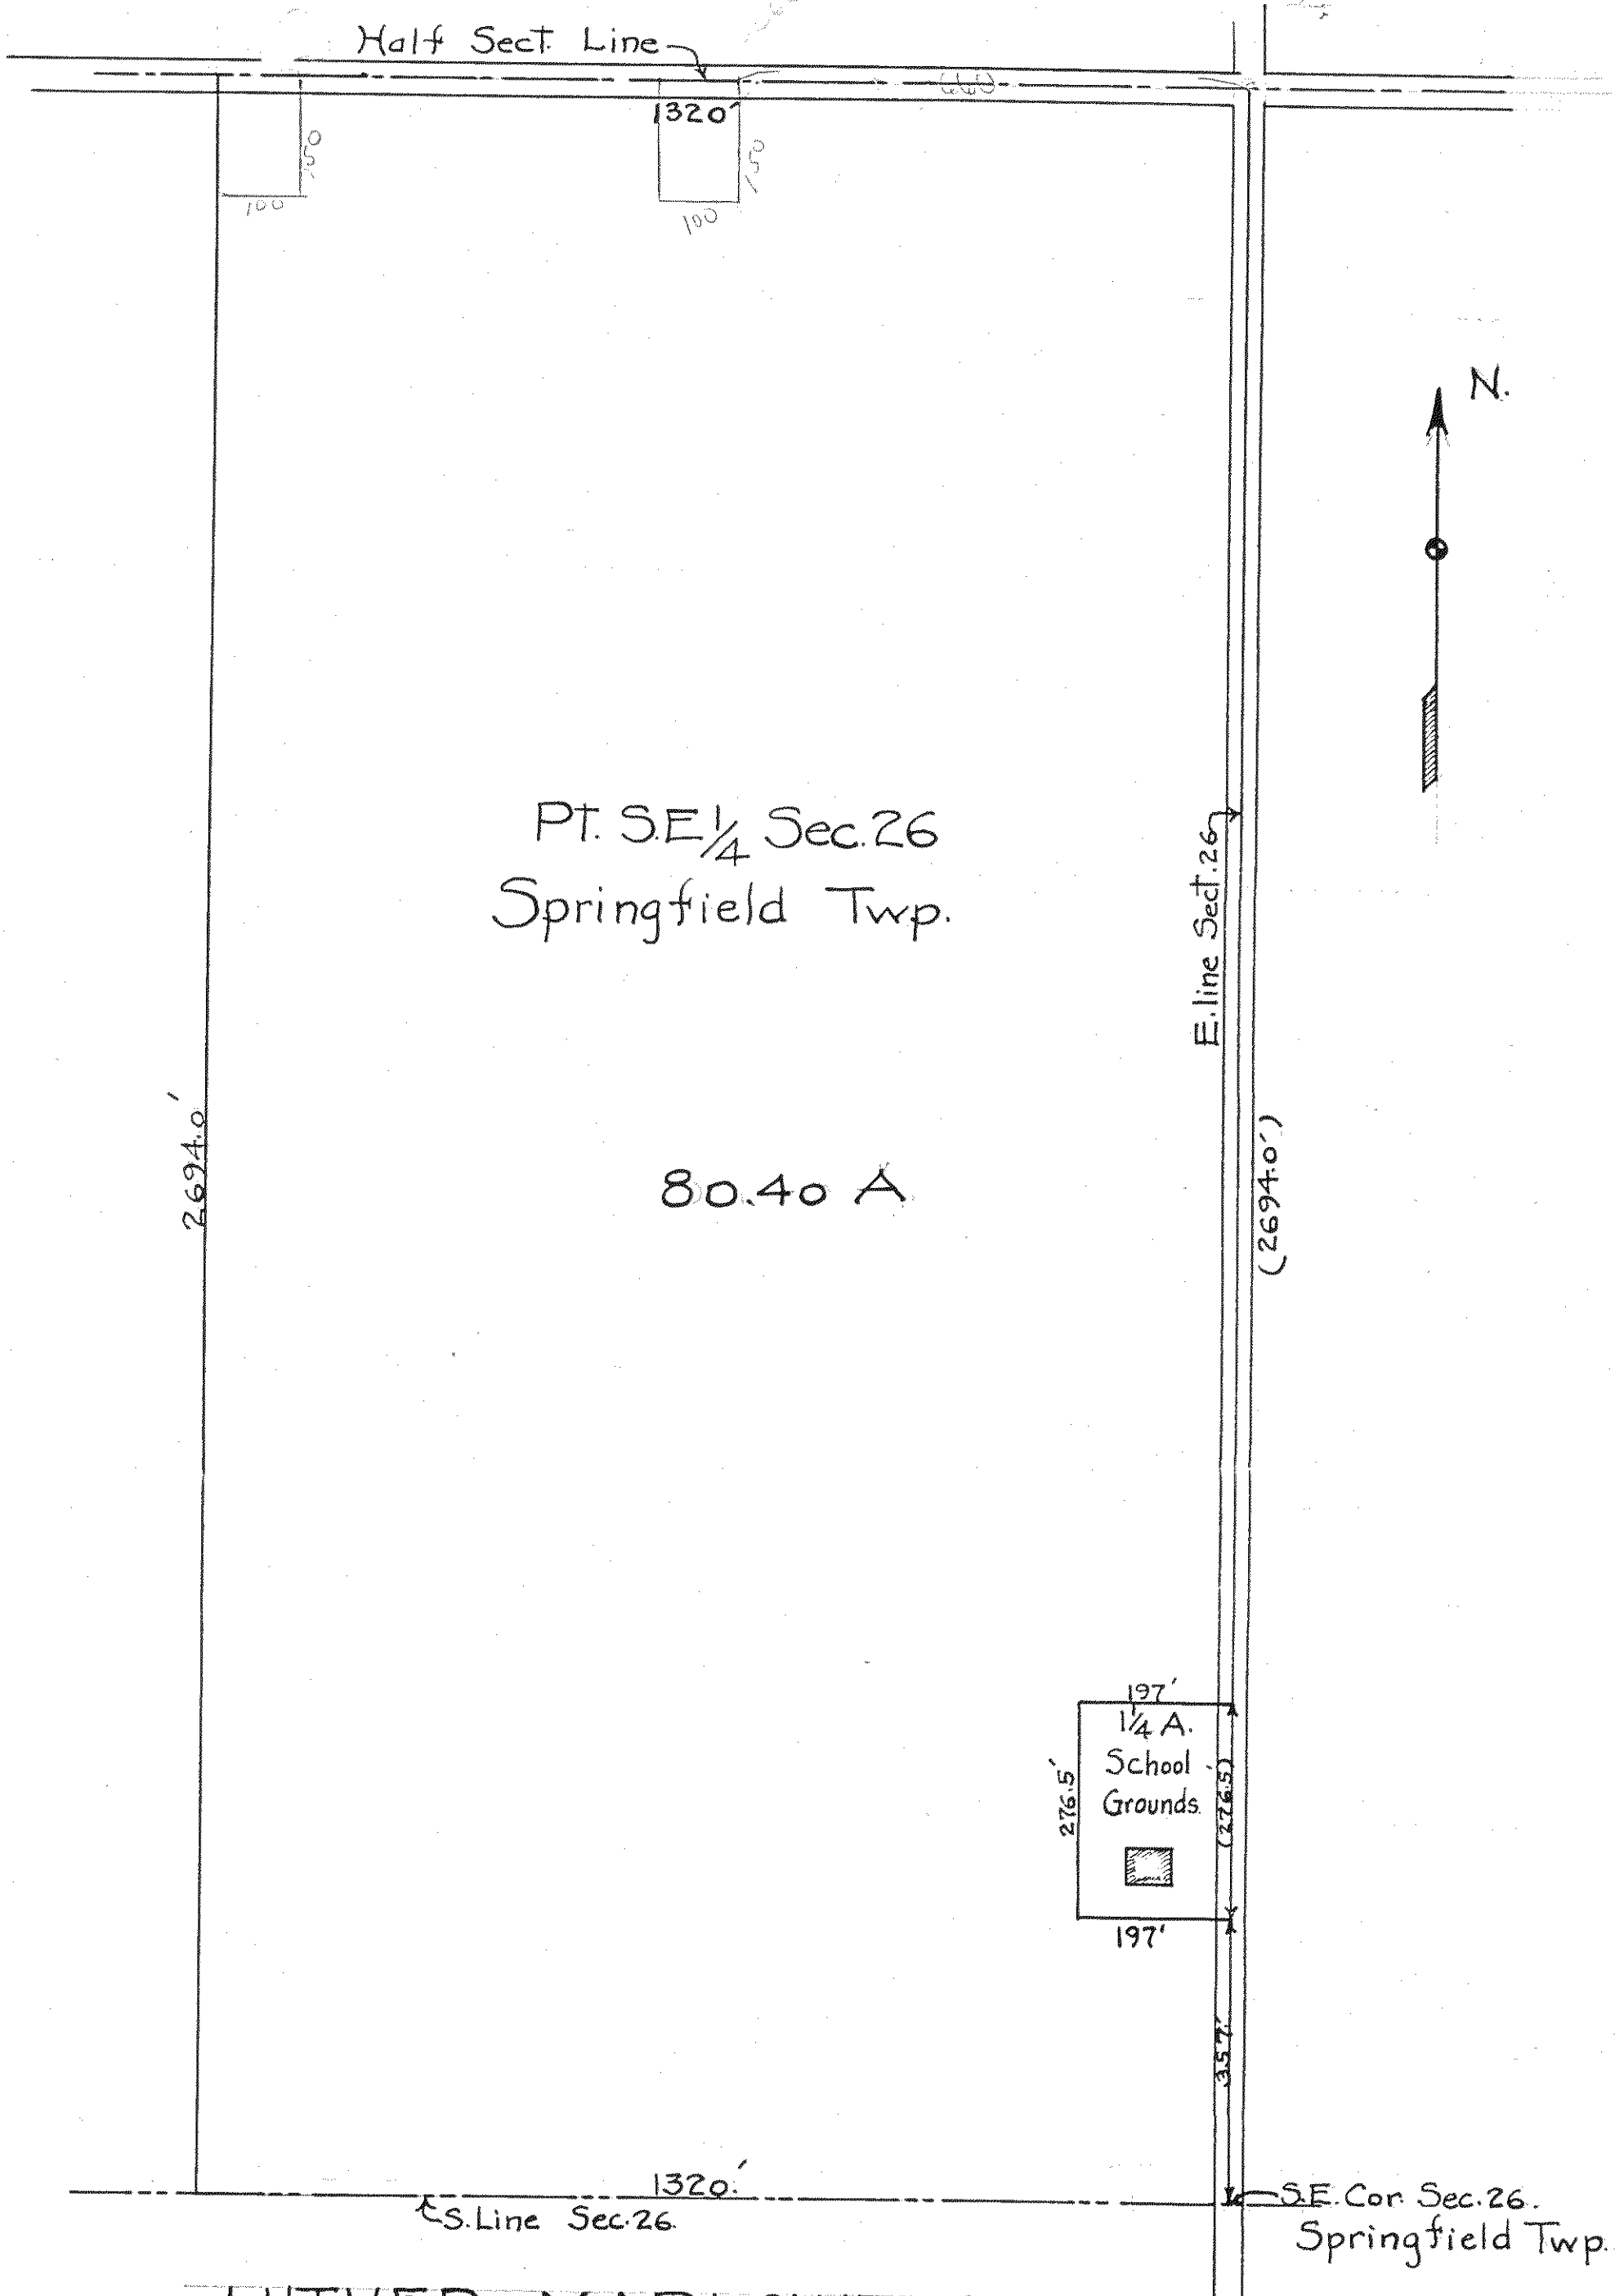 Half Sect. Line
440
1320'
150
100
150
100
N.
Pt. S.E 1/4 Sec. 26
Springfield Twp.
E. line Sect. 26
2694.0'
(2694.0')
80.40 A
197'
1 1/4 A.
School
Grounds.
276.5'
(276.5)
197'
357.'
1320.'
S. Line Sec. 26.
S.E. Cor. Sec. 26.
Springfield Twp.